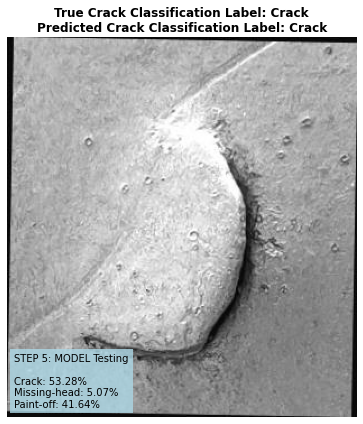 True Crack Classification Label: Crack
Predicted Crack Classification Label: Crack
STEP 5: MODEL Testing
Crack: 53.28%
Missing-head: 5.07%
Paint-off: 41.64%